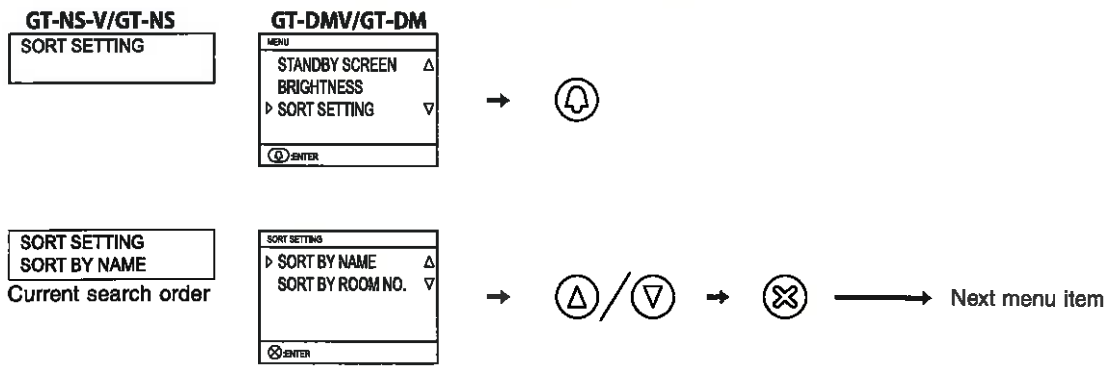 GT-NS-V/GT-NS
SORT SETTING
GT-DMV/GT-DM
MENU
STANDBY SCREEN
BRIGHTNESS
SORT SETTING
:ENTER
SORT SETTING
SORT BY NAME
Current search order
SORT SETTING
SORT BY NAME
SORT BY ROOM NO.
:ENTER
Next menu item